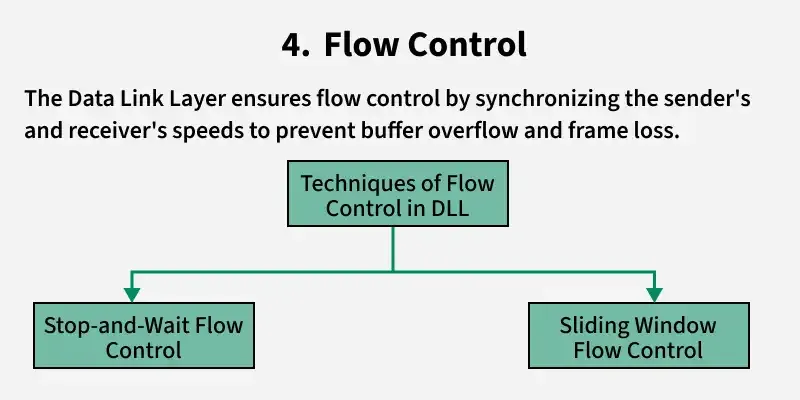 4. Flow Control
The Data Link Layer ensures flow control by synchronizing the sender's
and receiver's speeds to prevent buffer overflow and frame loss.
Techniques of Flow
Control in DLL
Stop-and-Wait Flow
Control
Sliding Window
Flow Control